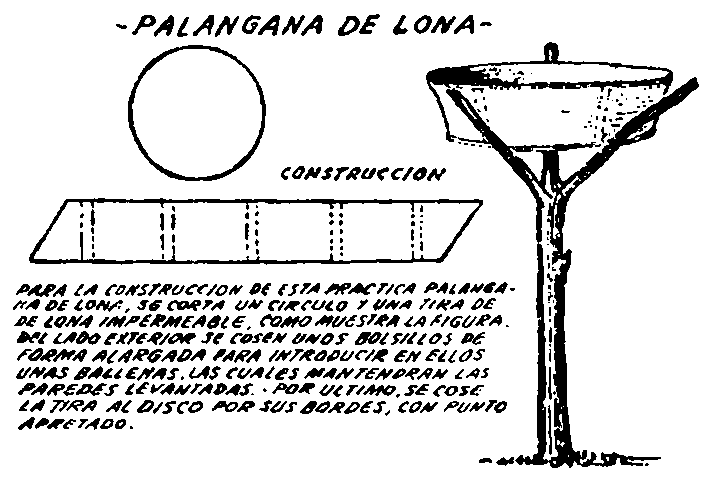 -PALANGANA DE LONA-
CONSTRUCCION
PARA LA CONSTRUCCION DE ESTA PRACTICA PALANGA-
NA DE LONA, SE CORTA UN CIRCULO Y UNA TIRA DE
DE LONA IMPERMEABLE, COMO MUESTRA LA FIGURA.
DEL LADO EXTERIOR SE COSEN UNOS BOLSILLOS DE
FORMA ALARGADA PARA INTRODUCIR EN ELLOS
UNAS BALLENAS, LAS CUALES MANTENDRAN LAS
PAREDES LEVANTADAS. - POR ULTIMO, SE COSE
LA TIRA AL DISCO POR SUS BORDES, CON PUNTO
APRETADO.